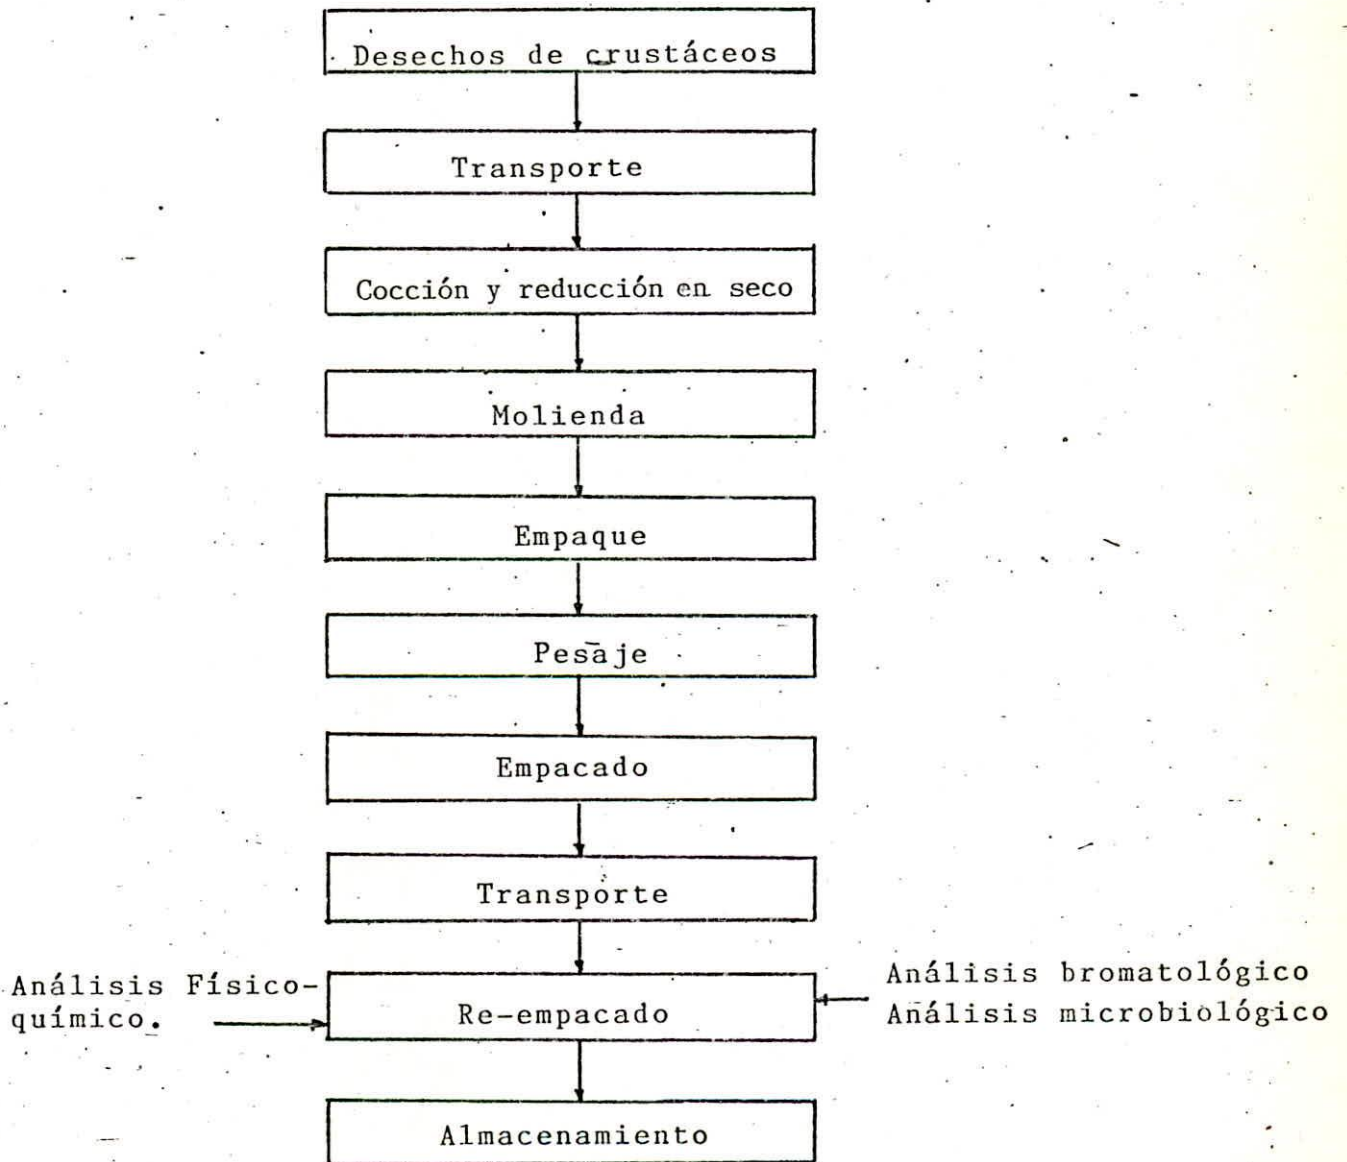 Desechos de crustáceos
Transporte
Cocción y reducción en seco
Molienda
Empaque
Pesaje
Empacado
Transporte
Análisis Físico-
químico.
Re-empacado
Análisis bromatológico
Análisis microbiológico
Almacenamiento